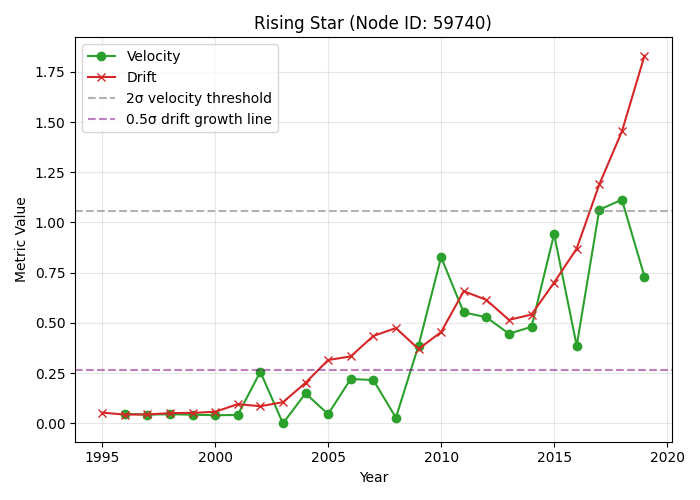 Rising Star (Node ID: 59740)
Velocity
Drift
2σ velocity threshold
0.5σ drift growth line
Metric Value
1.75
1.50
1.25
1.00
0.75
0.50
0.25
0.00
1995
2000
2005
2010
2015
2020
Year